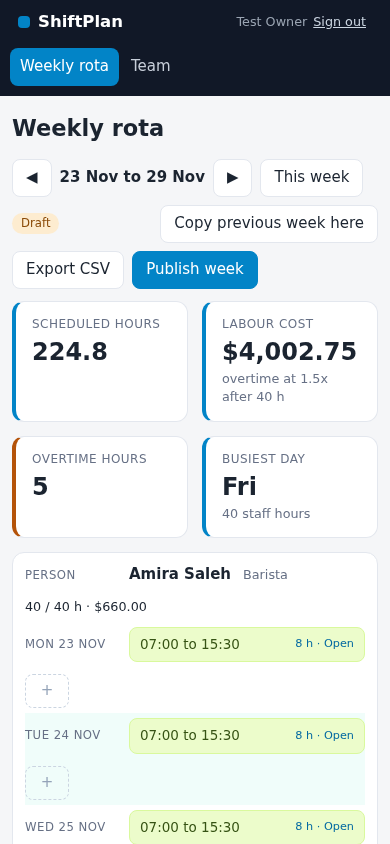 ShiftPlan
Test Owner Sign out
Weekly rota Team
Weekly rota
◀ 23 Nov to 29 Nov ▶ This week
Draft Copy previous week here
Export CSV Publish week
SCHEDULED HOURS
224.8
LABOUR COST
$4,002.75
overtime at 1.5x
after 40 h
OVERTIME HOURS
5
BUSIEST DAY
Fri
40 staff hours
PERSON Amira Saleh Barista
40 / 40 h · $660.00
MON 23 NOV 07:00 to 15:30 8 h · Open
+
TUE 24 NOV 07:00 to 15:30 8 h · Open
+
WED 25 NOV 07:00 to 15:30 8 h · Open